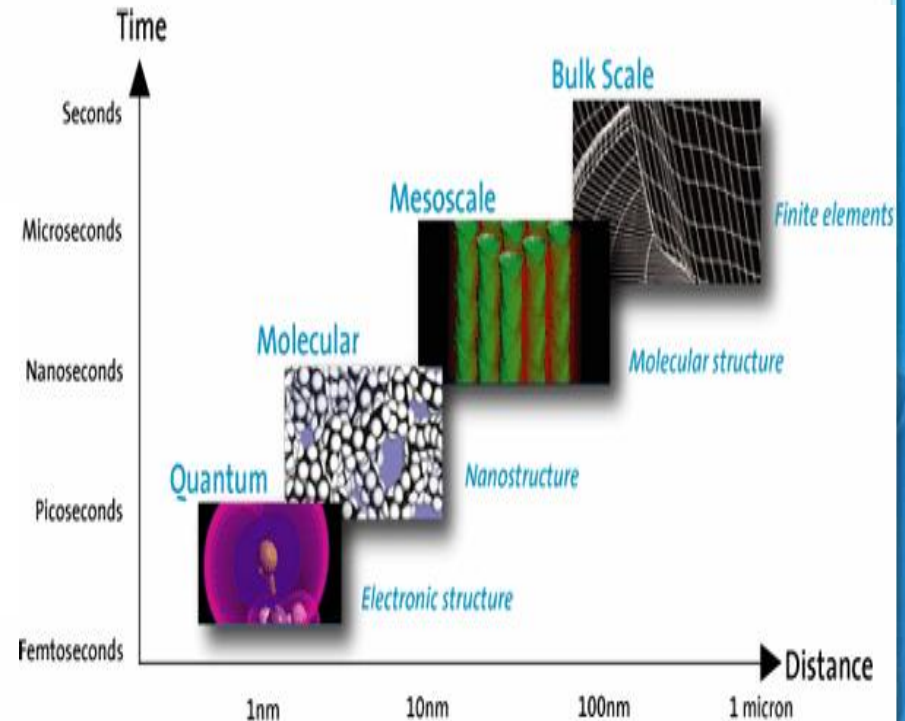 Time
Bulk Scale
Seconds
Mesoscale
Finite elements
Microseconds
Molecular
Molecular structure
Nanoseconds
Quantum
Nanostructure
Picoseconds
Electronic structure
Femtoseconds
Distance
1nm
10nm
100nm
1 micron